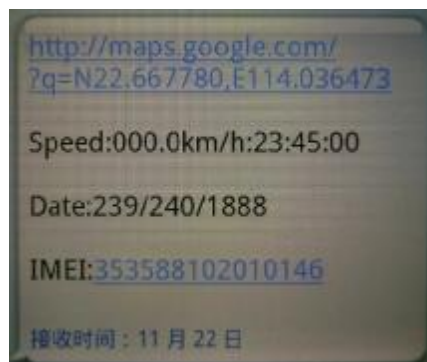 http://maps.google.com/
?q=N22.667780,E114.036473
Speed:000.0km/h:23:45:00
Date:239/240/1888
IMEI:353588102010146
接收时间：11 月 22 日